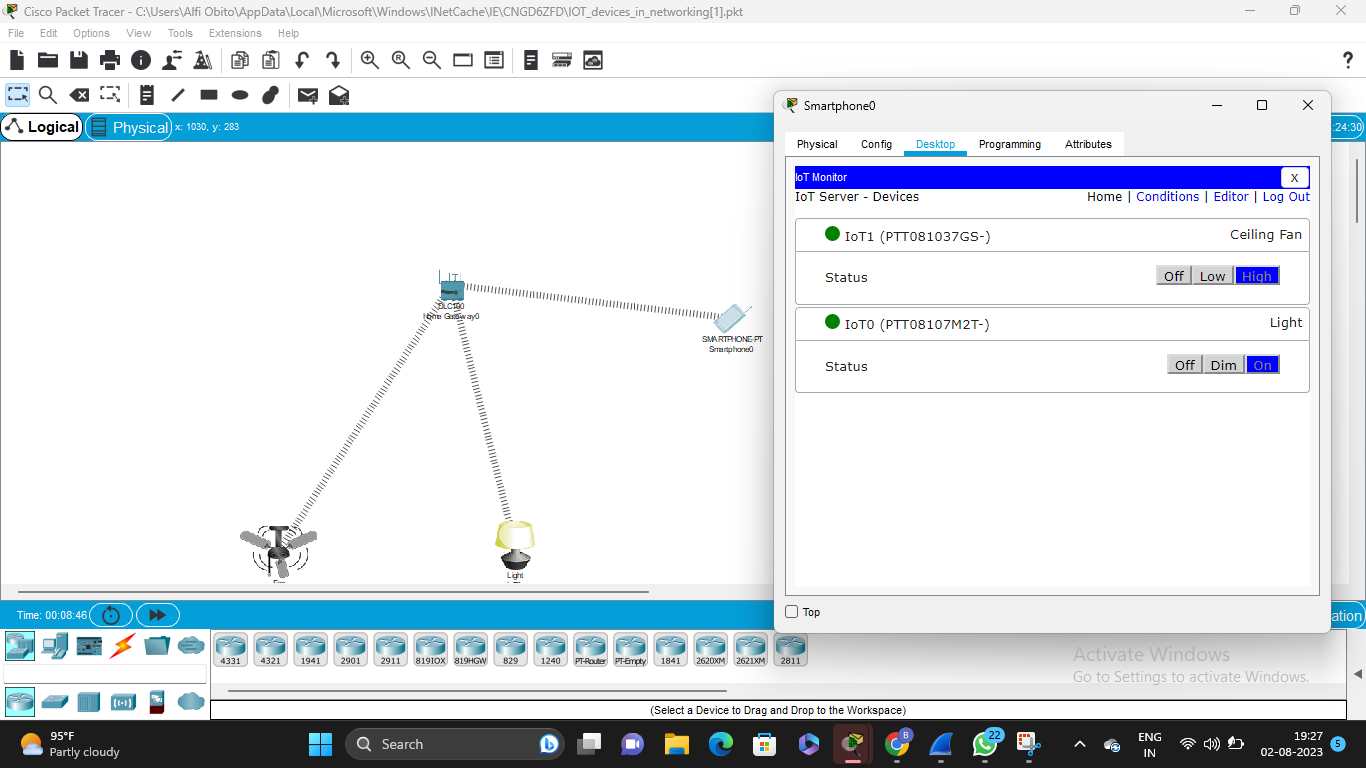 Cisco Packet Tracer - C:\Users\Alfi Obito\AppData\Local\Microsoft\Windows\INetCache\IE\CNGD6ZFD\IOT_devices_in_networking[1].pkt
File Edit Options View Tools Extensions Help
Logical Physical x: 1030, y: 283
:24:30
DLC100
Home Gateway0
SMARTPHONE-PT
Smartphone0
Light
Smartphone0
Physical Config Desktop Programming Attributes
IoT Monitor X
IoT Server - Devices Home | Conditions | Editor | Log Out
IoT1 (PTT081037GS-) Ceiling Fan
Status Off Low High
IoT0 (PTT08107M2T-) Light
Status Off Dim On
Top
Time: 00:08:46
ation
4331 4321 1941 2901 2911 819IOX 819HGW 829 1240 PT-Router PT-Empty 1841 2620XM 2621XM 2811
(Select a Device to Drag and Drop to the Workspace)
Activate Windows
Go to Settings to activate Windows.
95°F
Partly cloudy
Search
B
22
ENG
IN
19:27
02-08-2023
5